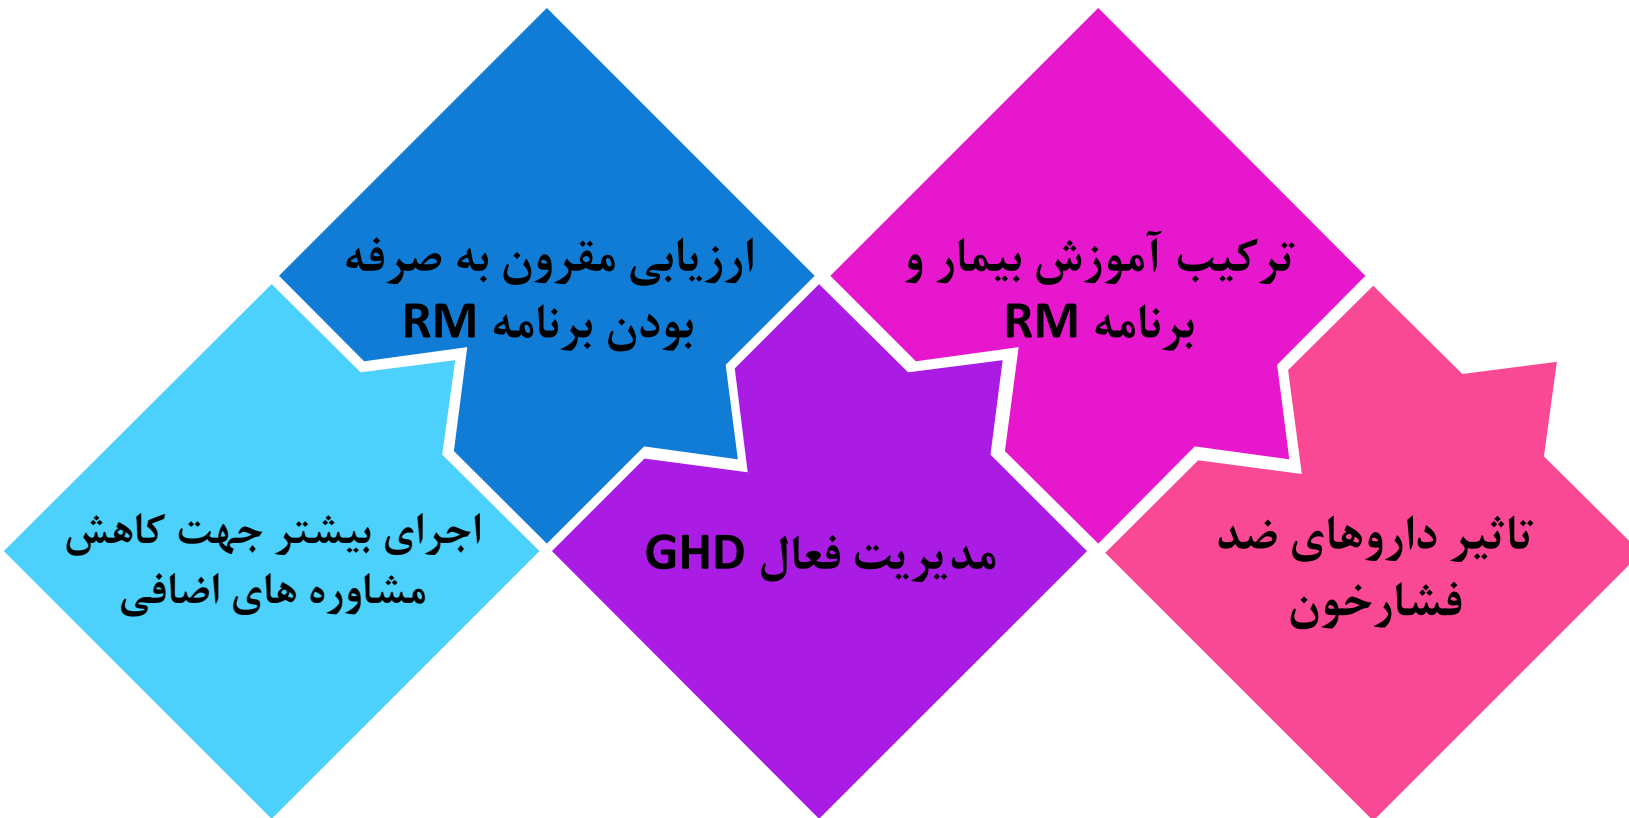 ترکیب آموزش بیمار و
برنامه RM
ارزیابی مقرون به صرفه
بودن برنامه RM
تاثیر داروهای ضد
فشارخون
مدیریت فعال GHD
اجرای بیشتر جهت کاهش
مشاوره های اضافی